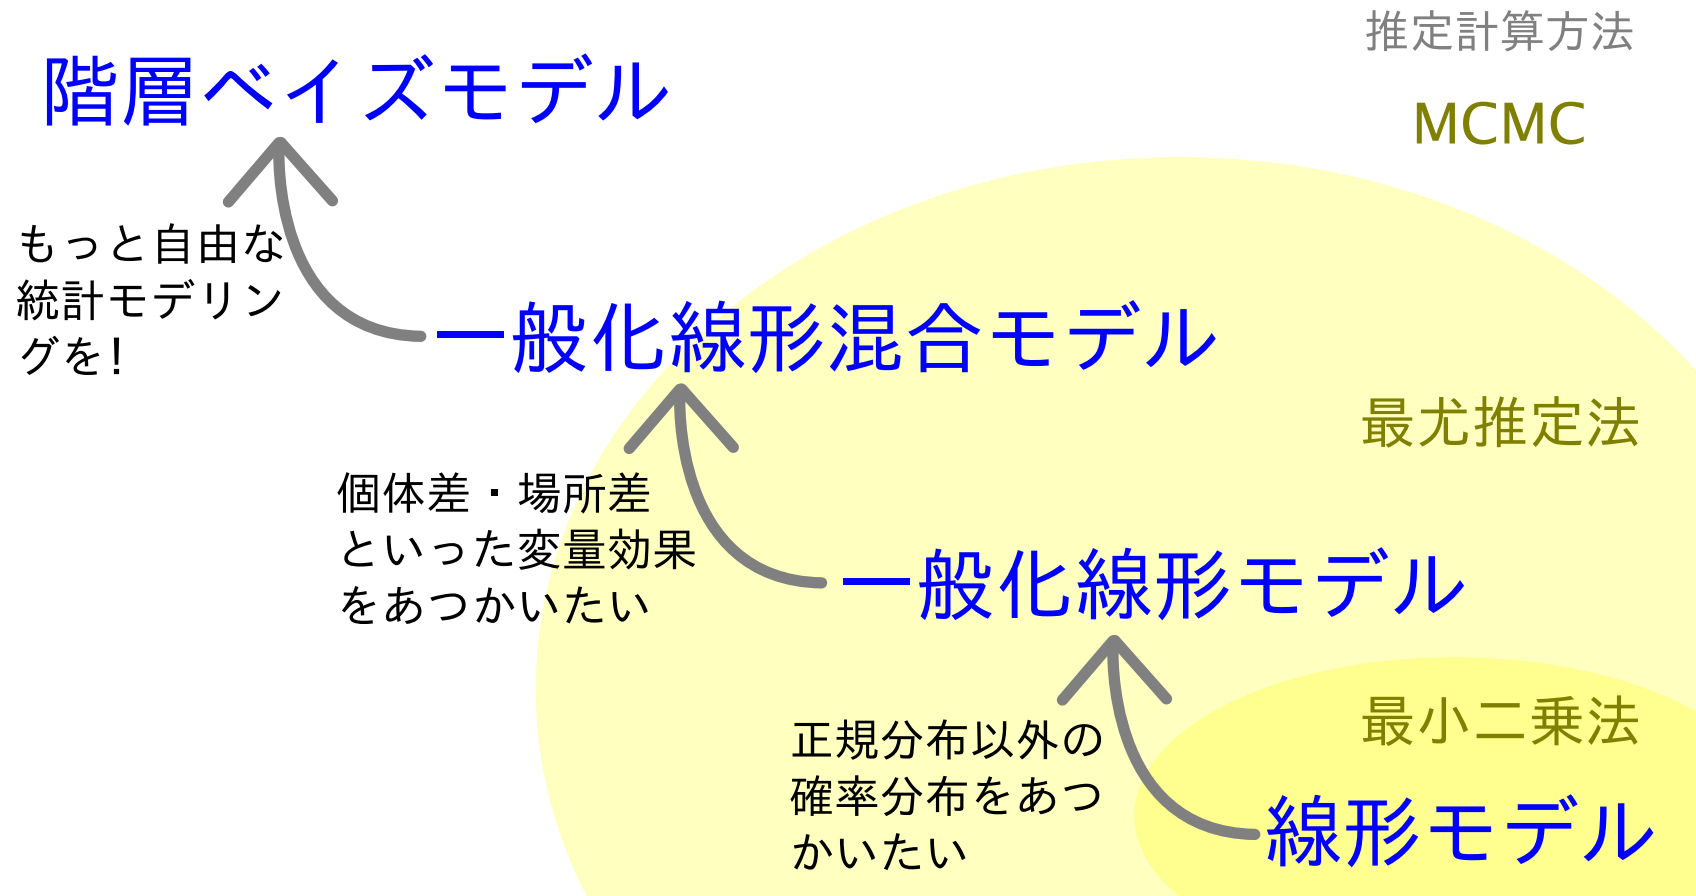 推定計算方法
階層ベイズモデル
MCMC
もっと自由な
統計モデリン
グを!
一般化線形混合モデル
最尤推定法
個体差・場所差
といった変量効果
をあつかいたい
一般化線形モデル
正規分布以外の
確率分布をあつ
かいたい
最小二乗法
線形モデル